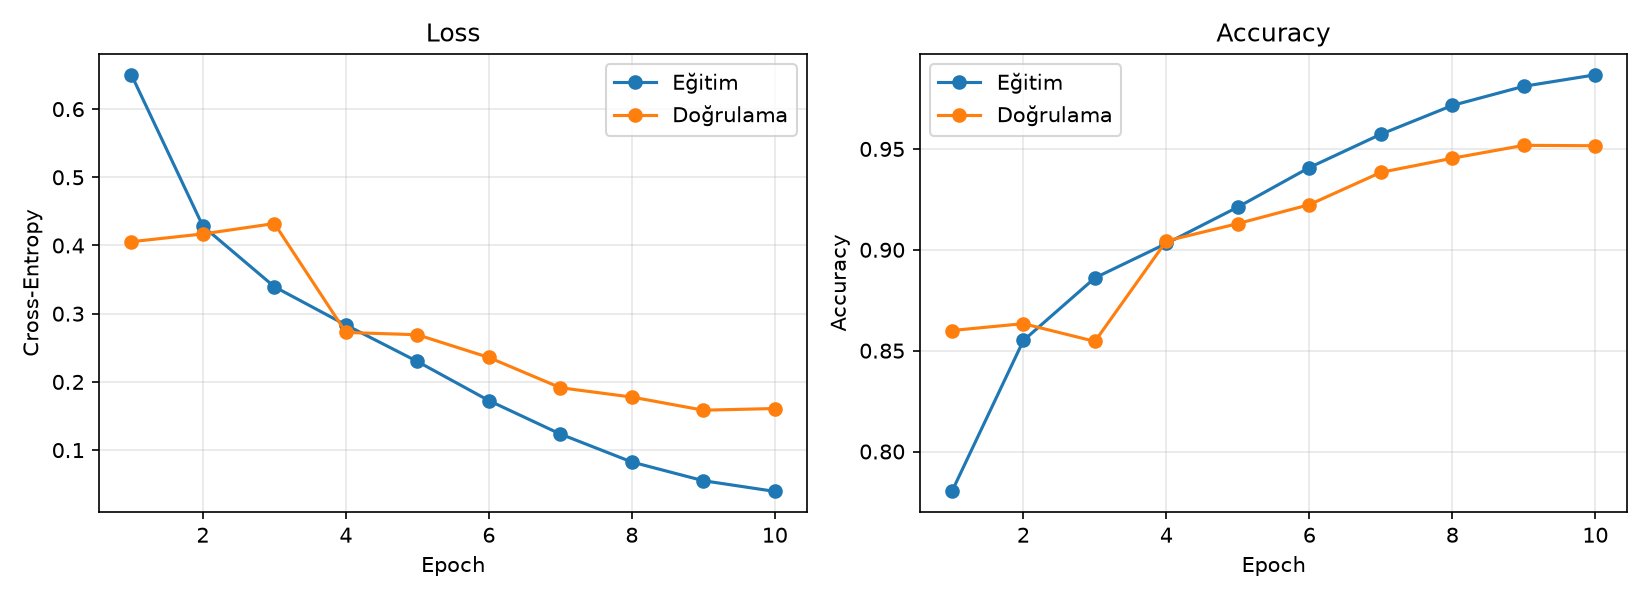 Loss
Cross-Entropy
0.6
0.5
0.4
0.3
0.2
0.1
Eğitim
Doğrulama
2 4 6 8 10
Epoch
Accuracy
Accuracy
0.95
0.90
0.85
0.80
Eğitim
Doğrulama
2 4 6 8 10
Epoch